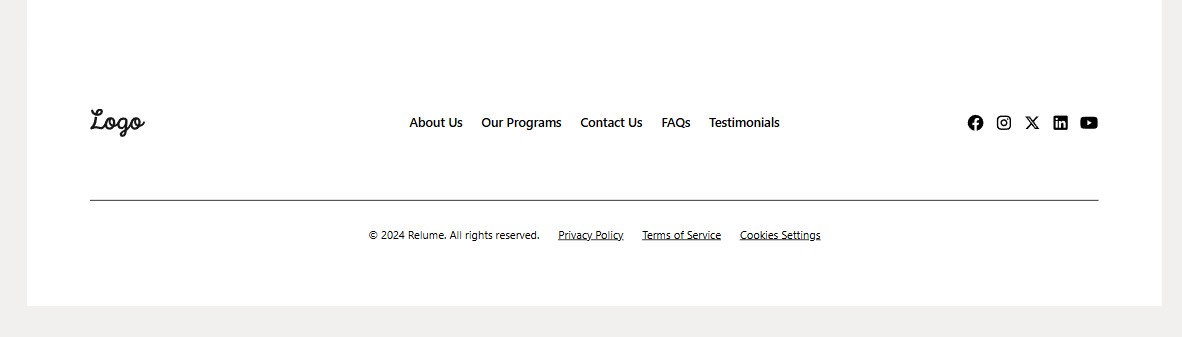 Logo About Us Our Programs Contact Us FAQs Testimonials
© 2024 Relume. All rights reserved. Privacy Policy Terms of Service Cookies Settings